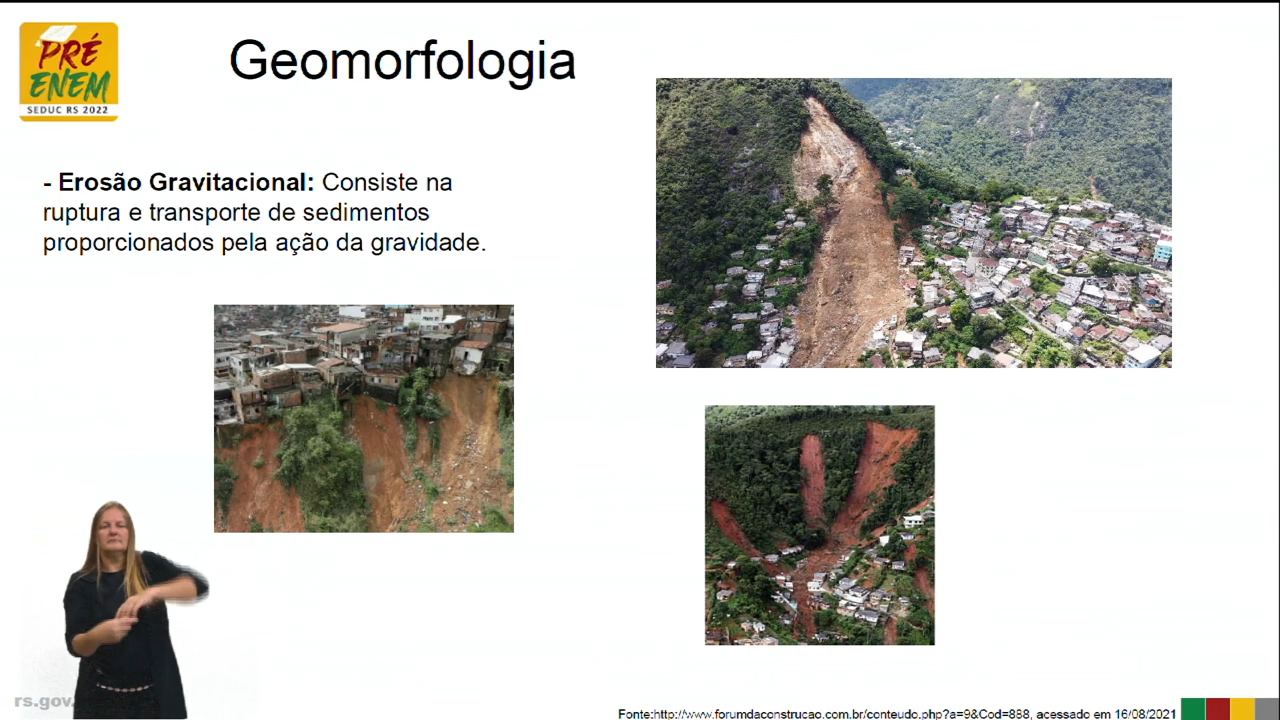 PRÉ
ENEM
SEDUC RS 2022
Geomorfologia
- Erosão Gravitacional: Consiste na
ruptura e transporte de sedimentos
proporcionados pela ação da gravidade.
rs.gov.
Fonte:http://www.forumdaconstrucao.com.br/conteudo.php?a=9&Cod=888, acessado em 16/08/2021